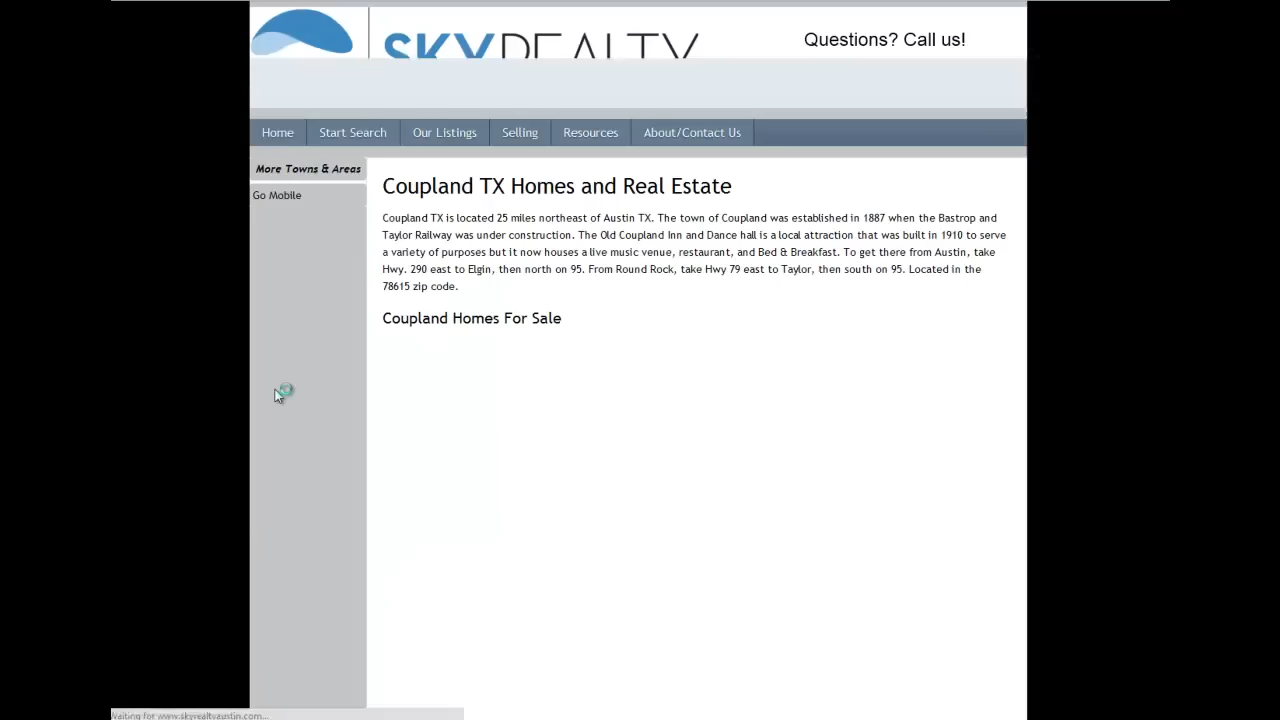 SKYREALTY
Questions? Call us!
Home
Start Search
Our Listings
Selling
Resources
About/Contact Us
More Towns & Areas
Go Mobile
Coupland TX Homes and Real Estate
Coupland TX is located 25 miles northeast of Austin TX. The town of Coupland was established in 1887 when the Bastrop and
Taylor Railway was under construction. The Old Coupland Inn and Dance hall is a local attraction that was built in 1910 to serve
a variety of purposes but it now houses a live music venue, restaurant, and Bed & Breakfast. To get there from Austin, take
Hwy. 290 east to Elgin, then north on 95. From Round Rock, take Hwy 79 east to Taylor, then south on 95. Located in the
78615 zip code.
Coupland Homes For Sale
Waiting for www.skyrealtyaustin.com...